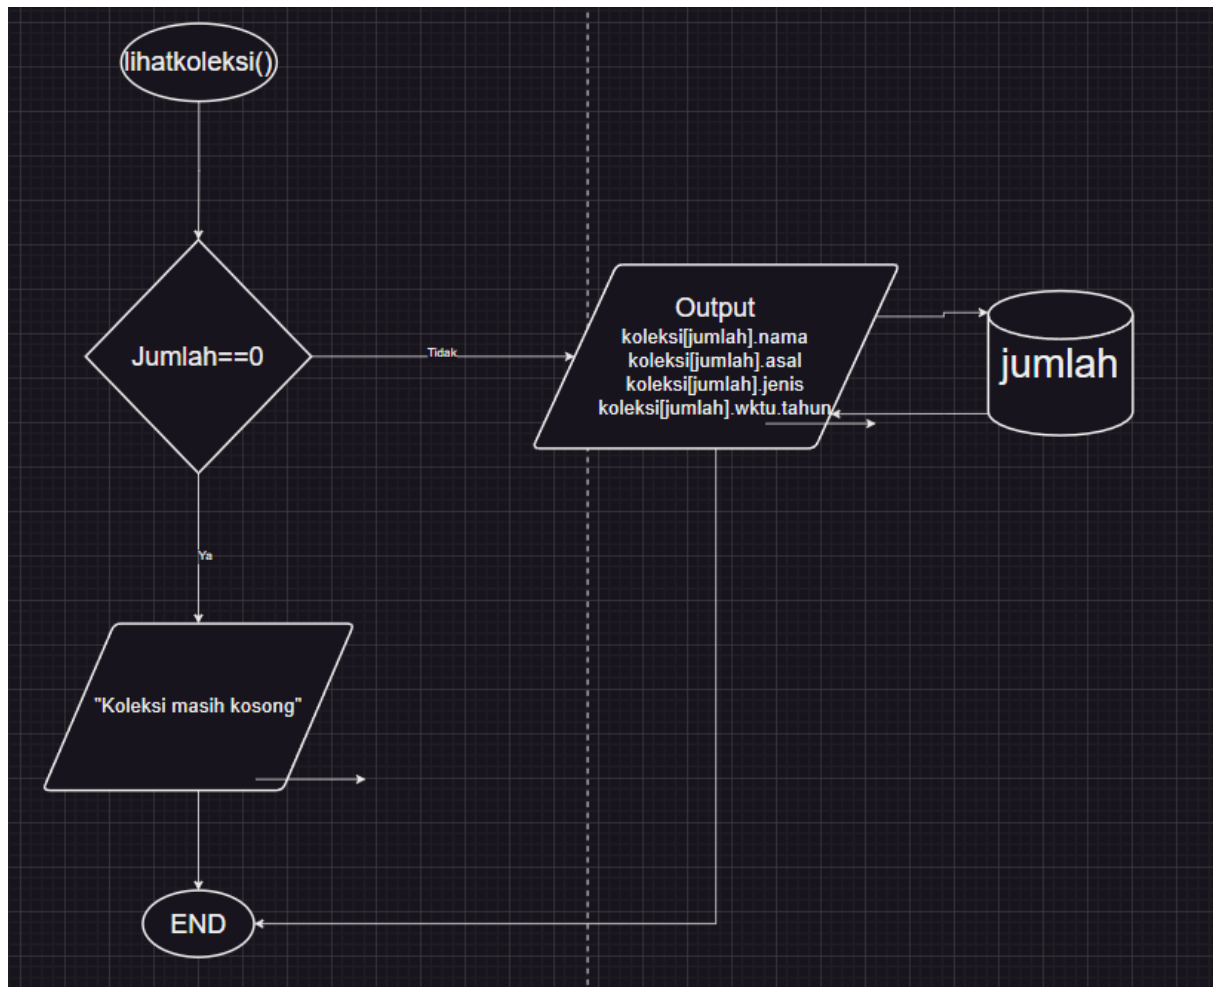 lihatkoleksi()
Jumlah==0
Tidak
Output
koleksi[jumlah].nama
koleksi[jumlah].asal
koleksi[jumlah].jenis
koleksi[jumlah].wktu.tahun
jumlah
Ya
"Koleksi masih kosong"
END